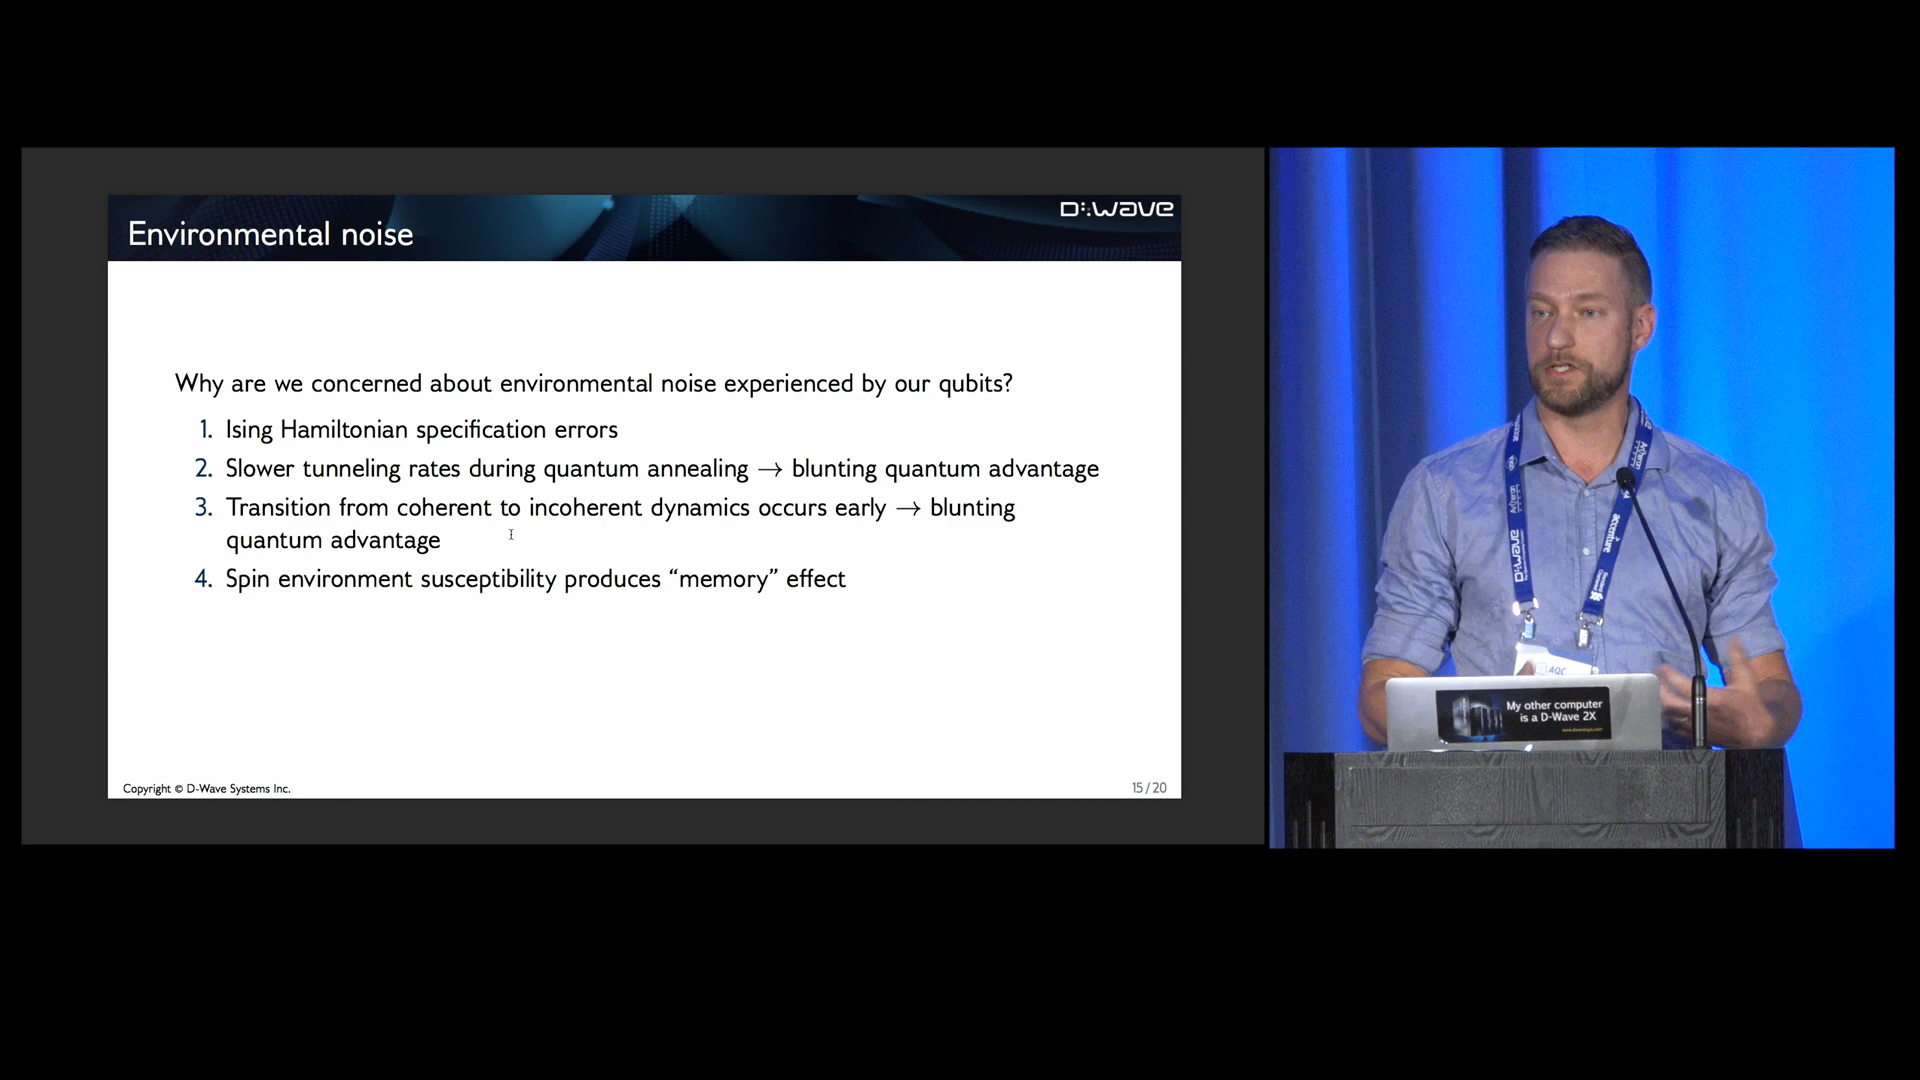 D:Wave
Environmental noise
Why are we concerned about environmental noise experienced by our qubits?
1. Ising Hamiltonian specification errors
2. Slower tunneling rates during quantum annealing → blunting quantum advantage
3. Transition from coherent to incoherent dynamics occurs early → blunting
quantum advantage
4. Spin environment susceptibility produces “memory” effect
Copyright © D-Wave Systems Inc.
15 / 20
D:Wave
accenture
AQC
My other computer
is a D-Wave 2X